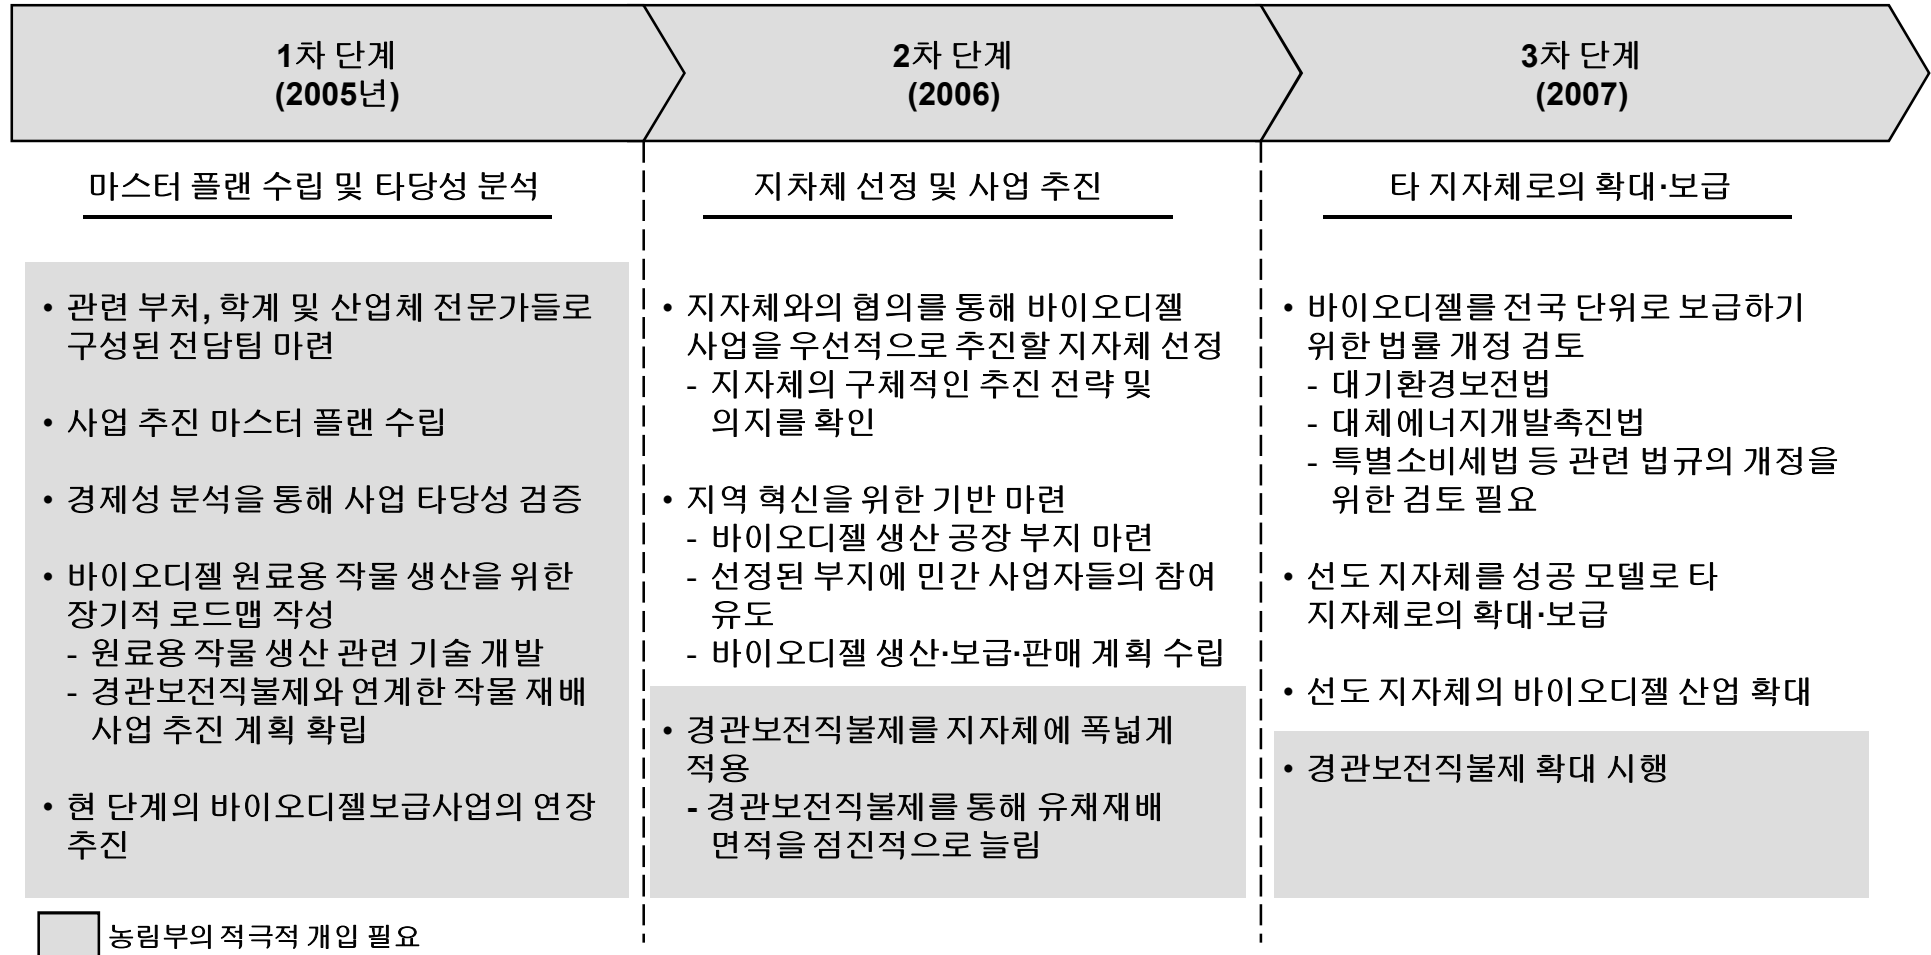 1차 단계
(2005년)
2차 단계
(2006)
3차 단계
(2007)
마스터 플랜 수립 및 타당성 분석
• 관련 부처, 학계 및 산업체 전문가들로
구성된 전담팀 마련
• 사업 추진 마스터 플랜 수립
• 경제성 분석을 통해 사업 타당성 검증
• 바이오디젤 원료용 작물 생산을 위한
장기적 로드맵 작성
- 원료용 작물 생산 관련 기술 개발
- 경관보전직불제와 연계한 작물 재배
사업 추진 계획 확립
• 현 단계의 바이오디젤보급사업의 연장
추진
지차체 선정 및 사업 추진
• 지자체와의 협의를 통해 바이오디젤
사업을 우선적으로 추진할 지자체 선정
- 지자체의 구체적인 추진 전략 및
의지를 확인
• 지역 혁신을 위한 기반 마련
- 바이오디젤 생산 공장 부지 마련
- 선정된 부지에 민간 사업자들의 참여
유도
- 바이오디젤 생산·보급·판매 계획 수립
• 경관보전직불제를 지자체에 폭넓게
적용
- 경관보전직불제를 통해 유채재배
면적을 점진적으로 늘림
타 지자체로의 확대·보급
• 바이오디젤를 전국 단위로 보급하기
위한 법률 개정 검토
- 대기환경보전법
- 대체에너지개발촉진법
- 특별소비세법 등 관련 법규의 개정을
위한 검토 필요
• 선도 지자체를 성공 모델로 타
지자체로의 확대·보급
• 선도 지자체의 바이오디젤 산업 확대
• 경관보전직불제 확대 시행
농림부의 적극적 개입 필요